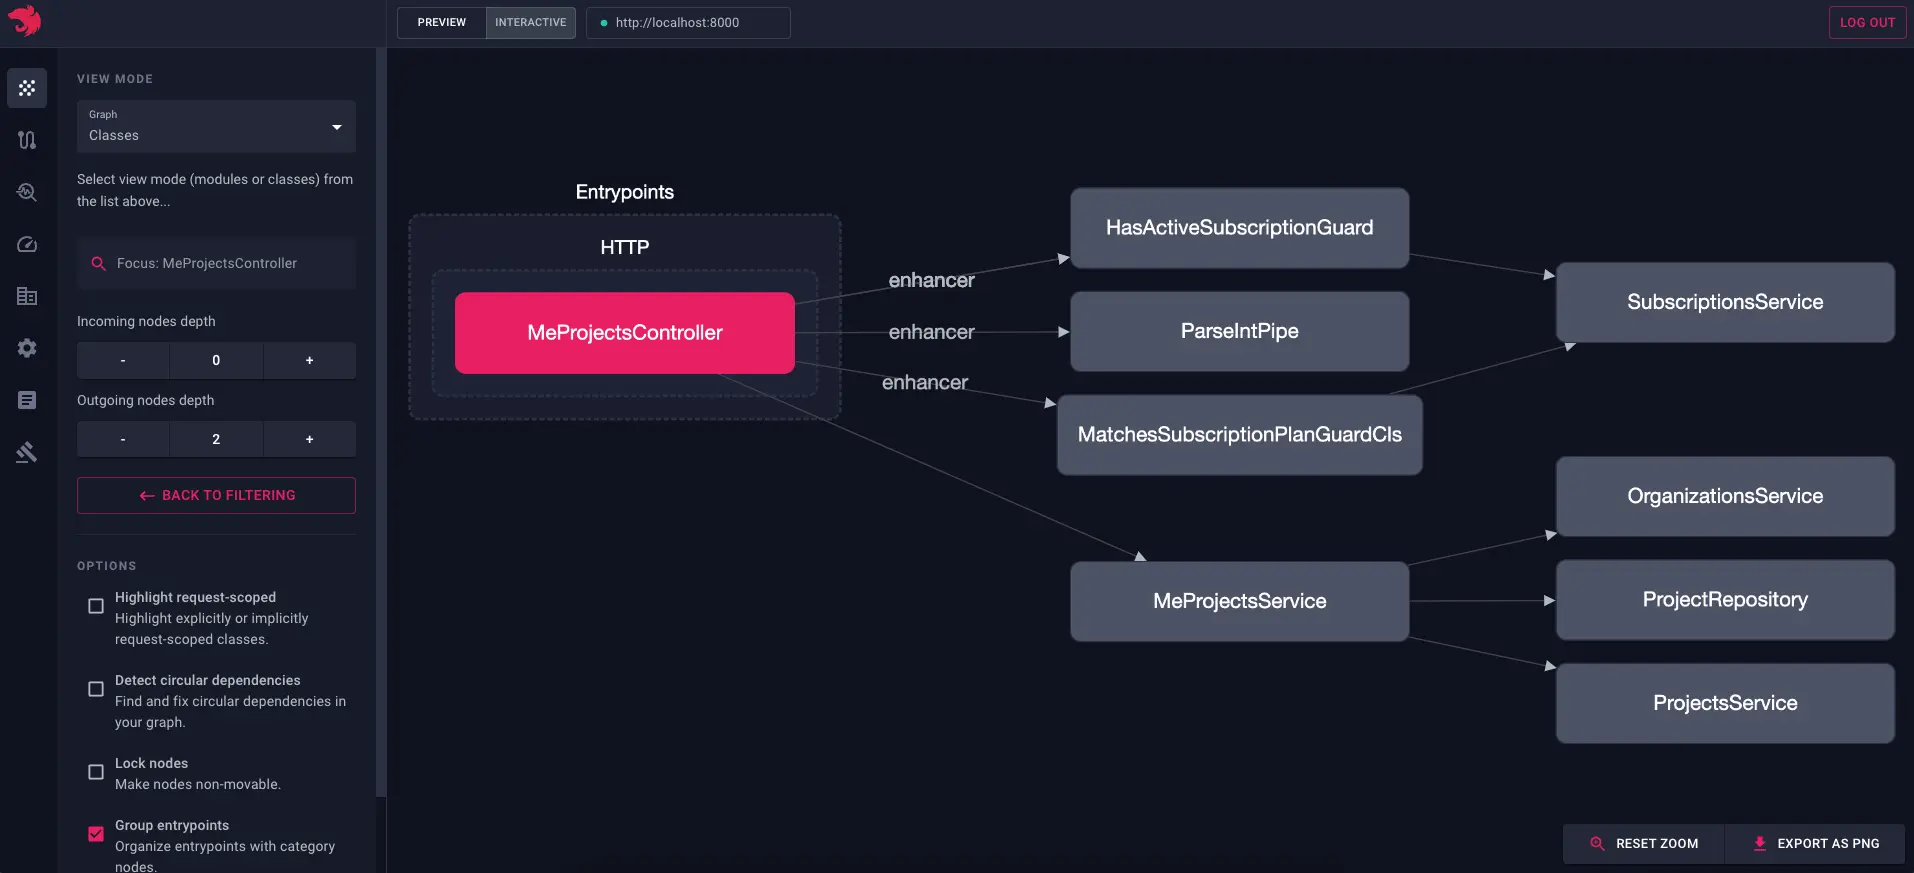 PREVIEW
INTERACTIVE
http://localhost:8000
LOG OUT
VIEW MODE
Graph
Classes
Select view mode (modules or classes) from
the list above...
Focus: MeProjectsController
Incoming nodes depth
- 0 +
Outgoing nodes depth
- 2 +
← BACK TO FILTERING
OPTIONS
Highlight request-scoped
Highlight explicitly or implicitly
request-scoped classes.
Detect circular dependencies
Find and fix circular dependencies in
your graph.
Lock nodes
Make nodes non-movable.
Group entrypoints
Organize entrypoints with category
nodes.
Entrypoints
HTTP
MeProjectsController
enhancer
enhancer
enhancer
HasActiveSubscriptionGuard
ParseIntPipe
MatchesSubscriptionPlanGuardCls
MeProjectsService
SubscriptionsService
OrganizationsService
ProjectRepository
ProjectsService
RESET ZOOM
EXPORT AS PNG